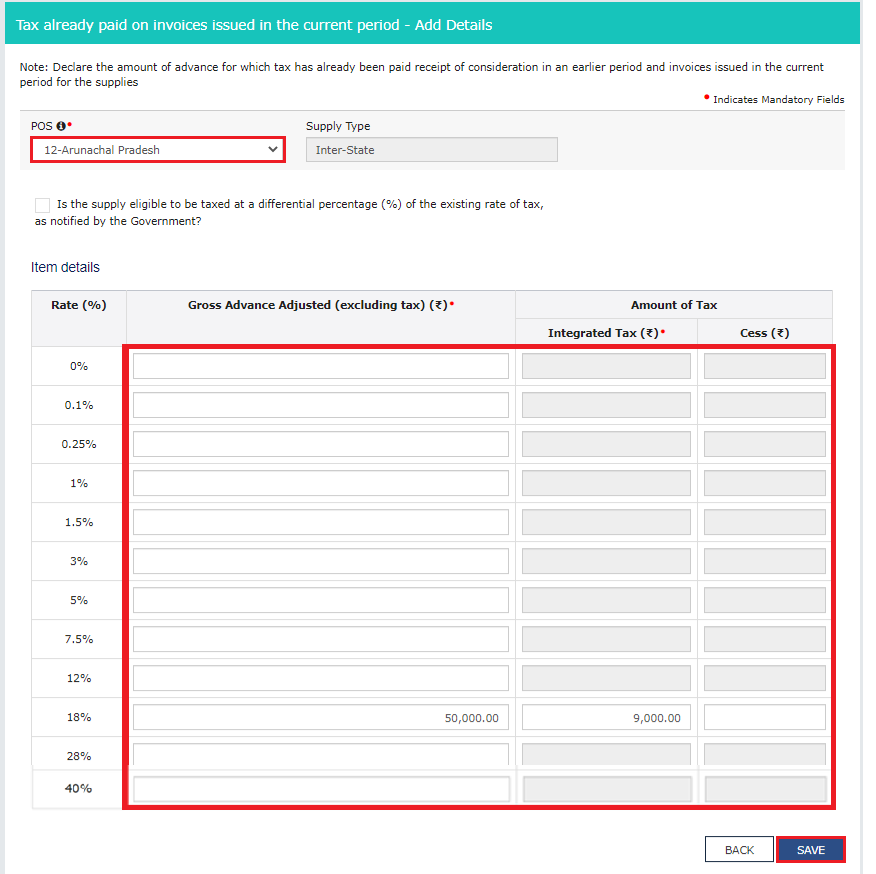 Tax already paid on invoices issued in the current period - Add Details
Note: Declare the amount of advance for which tax has already been paid receipt of consideration in an earlier period and invoices issued in the current
period for the supplies
• Indicates Mandatory Fields
POS •
Supply Type
12-Arunachal Pradesh
Inter-State
Is the supply eligible to be taxed at a differential percentage (%) of the existing rate of tax,
as notified by the Government?
Item details
Rate (%)
Gross Advance Adjusted (excluding tax) (₹)•
Amount of Tax
Integrated Tax (₹)•
Cess (₹)
0%
0.1%
0.25%
1%
1.5%
3%
5%
7.5%
12%
18% 50,000.00 9,000.00
28%
40%
BACK
SAVE